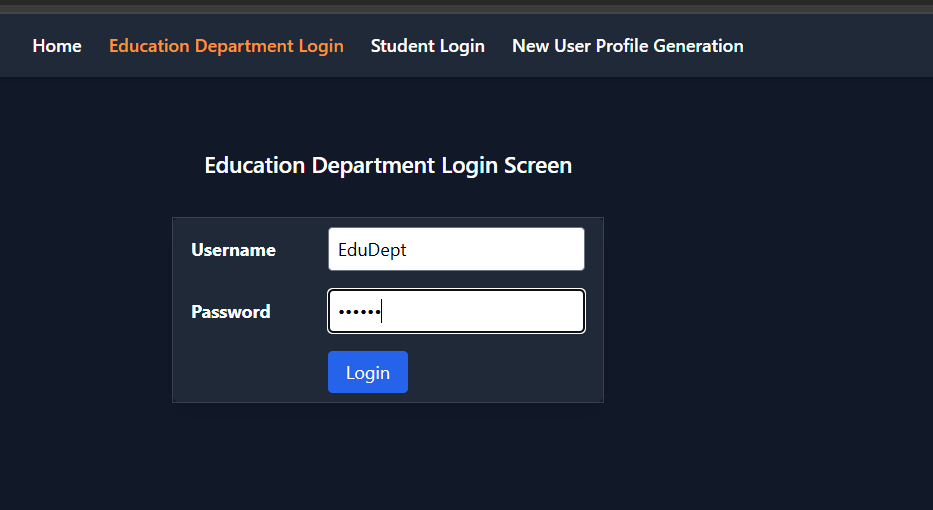 Home Education Department Login Student Login New User Profile Generation
Education Department Login Screen
Username EduDept
Password ••••••
Login